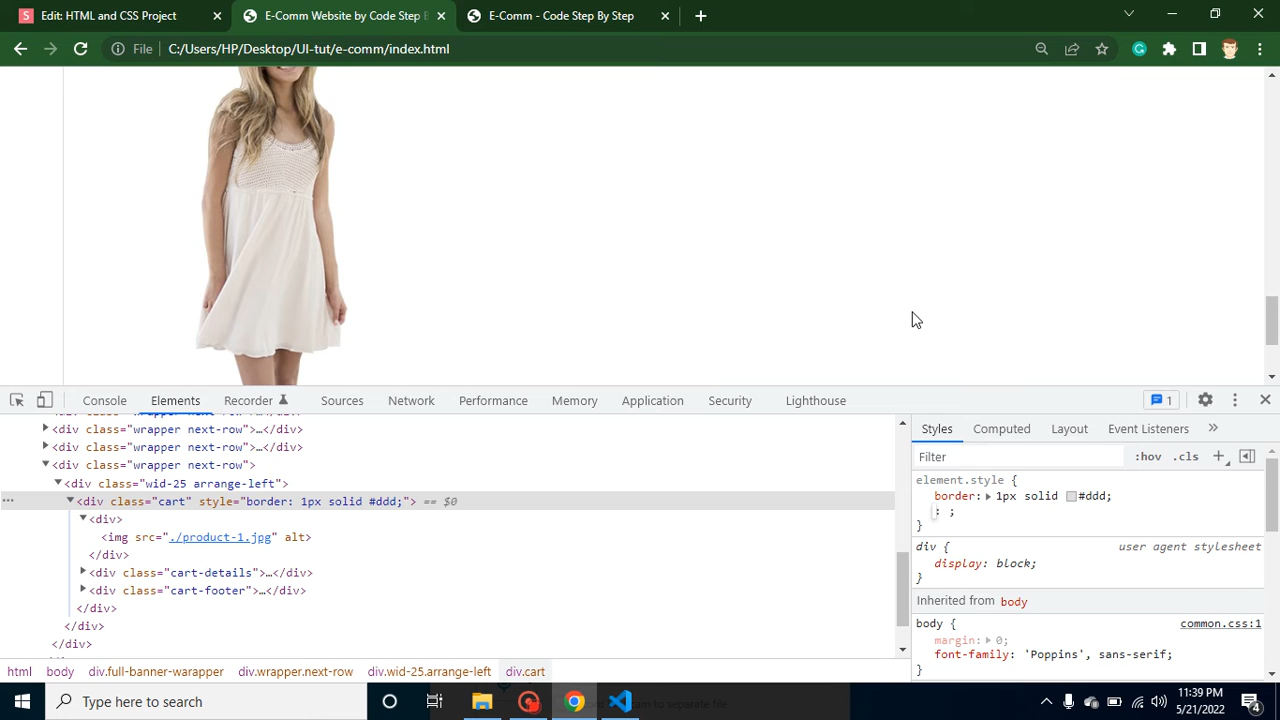 Edit: HTML and CSS Project
E-Comm Website by Code Step B
E-Comm - Code Step By Step
File
C:/Users/HP/Desktop/UI-tut/e-comm/index.html
Console
Elements
Recorder
Sources
Network
Performance
Memory
Application
Security
Lighthouse
1
<div class="wrapper next-row">…</div>
<div class="wrapper next-row">…</div>
<div class="wrapper next-row">
<div class="wid-25 arrange-left">
<div class="cart" style="border: 1px solid #ddd;"> == $0
<div>
<img src="./product-1.jpg" alt>
</div>
<div class="cart-details">…</div>
<div class="cart-footer">…</div>
</div>
</div>
</div>
html
body
div.full-banner-warapper
div.wrapper.next-row
div.wid-25.arrange-left
div.cart
Styles
Computed
Layout
Event Listeners
Filter
:hov
.cls
element.style {
border: 1px solid #ddd;
: ;
}
div {
user agent stylesheet
display: block;
}
Inherited from body
body {
common.css:1
margin: 0;
font-family: 'Poppins', sans-serif;
}
Type here to search
to separate file
11:39 PM
5/21/2022
4